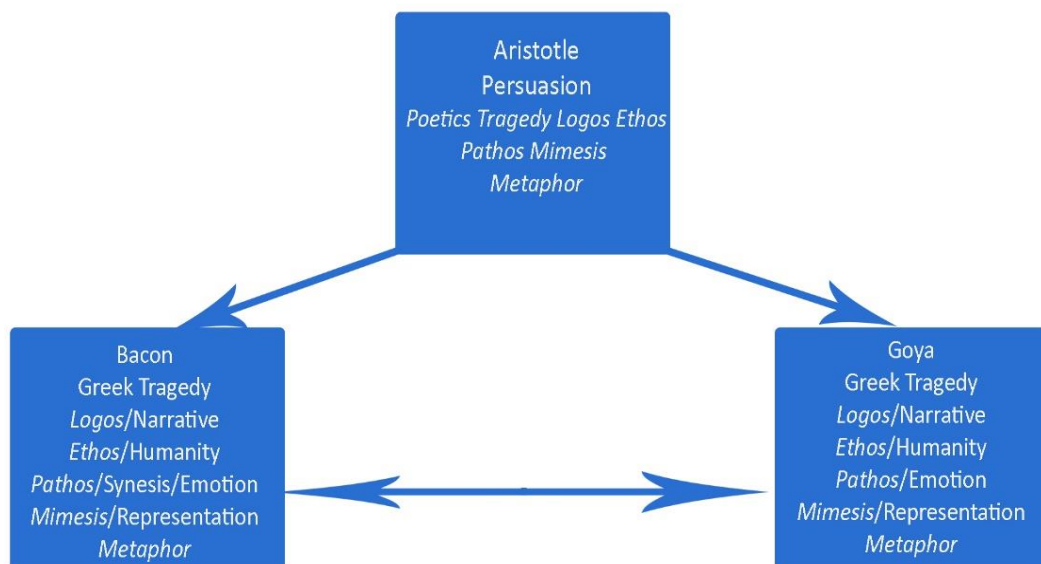 Aristotle
Persuasion
Poetics Tragedy Logos Ethos
Pathos Mimesis
Metaphor
Bacon
Greek Tragedy
Logos/Narrative
Ethos/Humanity
Pathos/Synesis/Emotion
Mimesis/Representation
Metaphor
Goya
Greek Tragedy
Logos/Narrative
Ethos/Humanity
Pathos/Emotion
Mimesis/Representation
Metaphor